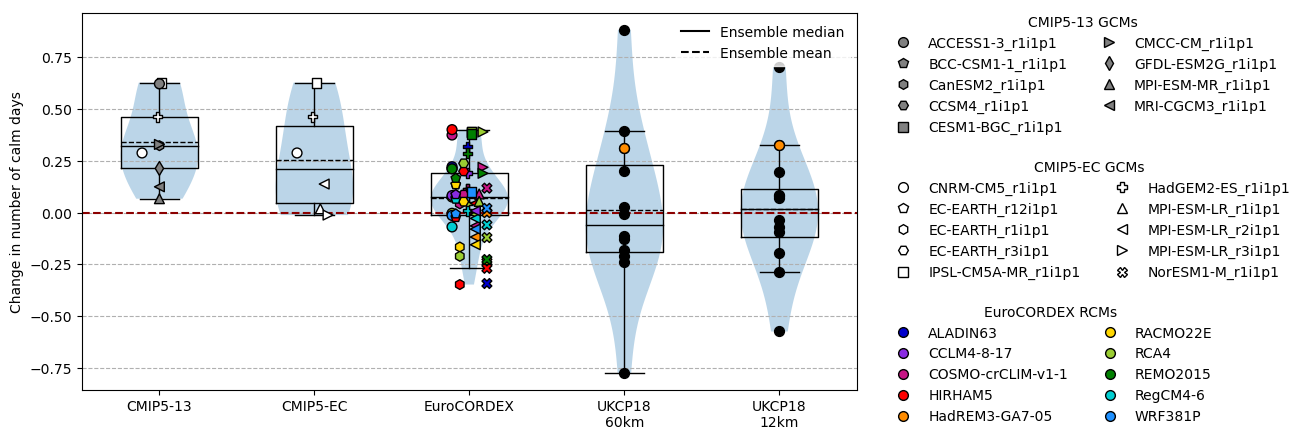 Change in number of calm days
0.75
0.50
0.25
0.00
−0.25
−0.50
−0.75
Ensemble median
Ensemble mean
CMIP5-13
CMIP5-EC
EuroCORDEX
UKCP18
60km
UKCP18
12km
CMIP5-13 GCMs
ACCESS1-3_r1i1p1
BCC-CSM1-1_r1i1p1
CanESM2_r1i1p1
CCSM4_r1i1p1
CESM1-BGC_r1i1p1
CMCC-CM_r1i1p1
GFDL-ESM2G_r1i1p1
MPI-ESM-MR_r1i1p1
MRI-CGCM3_r1i1p1
CMIP5-EC GCMs
CNRM-CM5_r1i1p1
EC-EARTH_r12i1p1
EC-EARTH_r1i1p1
EC-EARTH_r3i1p1
IPSL-CM5A-MR_r1i1p1
HadGEM2-ES_r1i1p1
MPI-ESM-LR_r1i1p1
MPI-ESM-LR_r2i1p1
MPI-ESM-LR_r3i1p1
NorESM1-M_r1i1p1
EuroCORDEX RCMs
ALADIN63
CCLM4-8-17
COSMO-crCLIM-v1-1
HIRHAM5
HadREM3-GA7-05
RACMO22E
RCA4
REMO2015
RegCM4-6
WRF381P